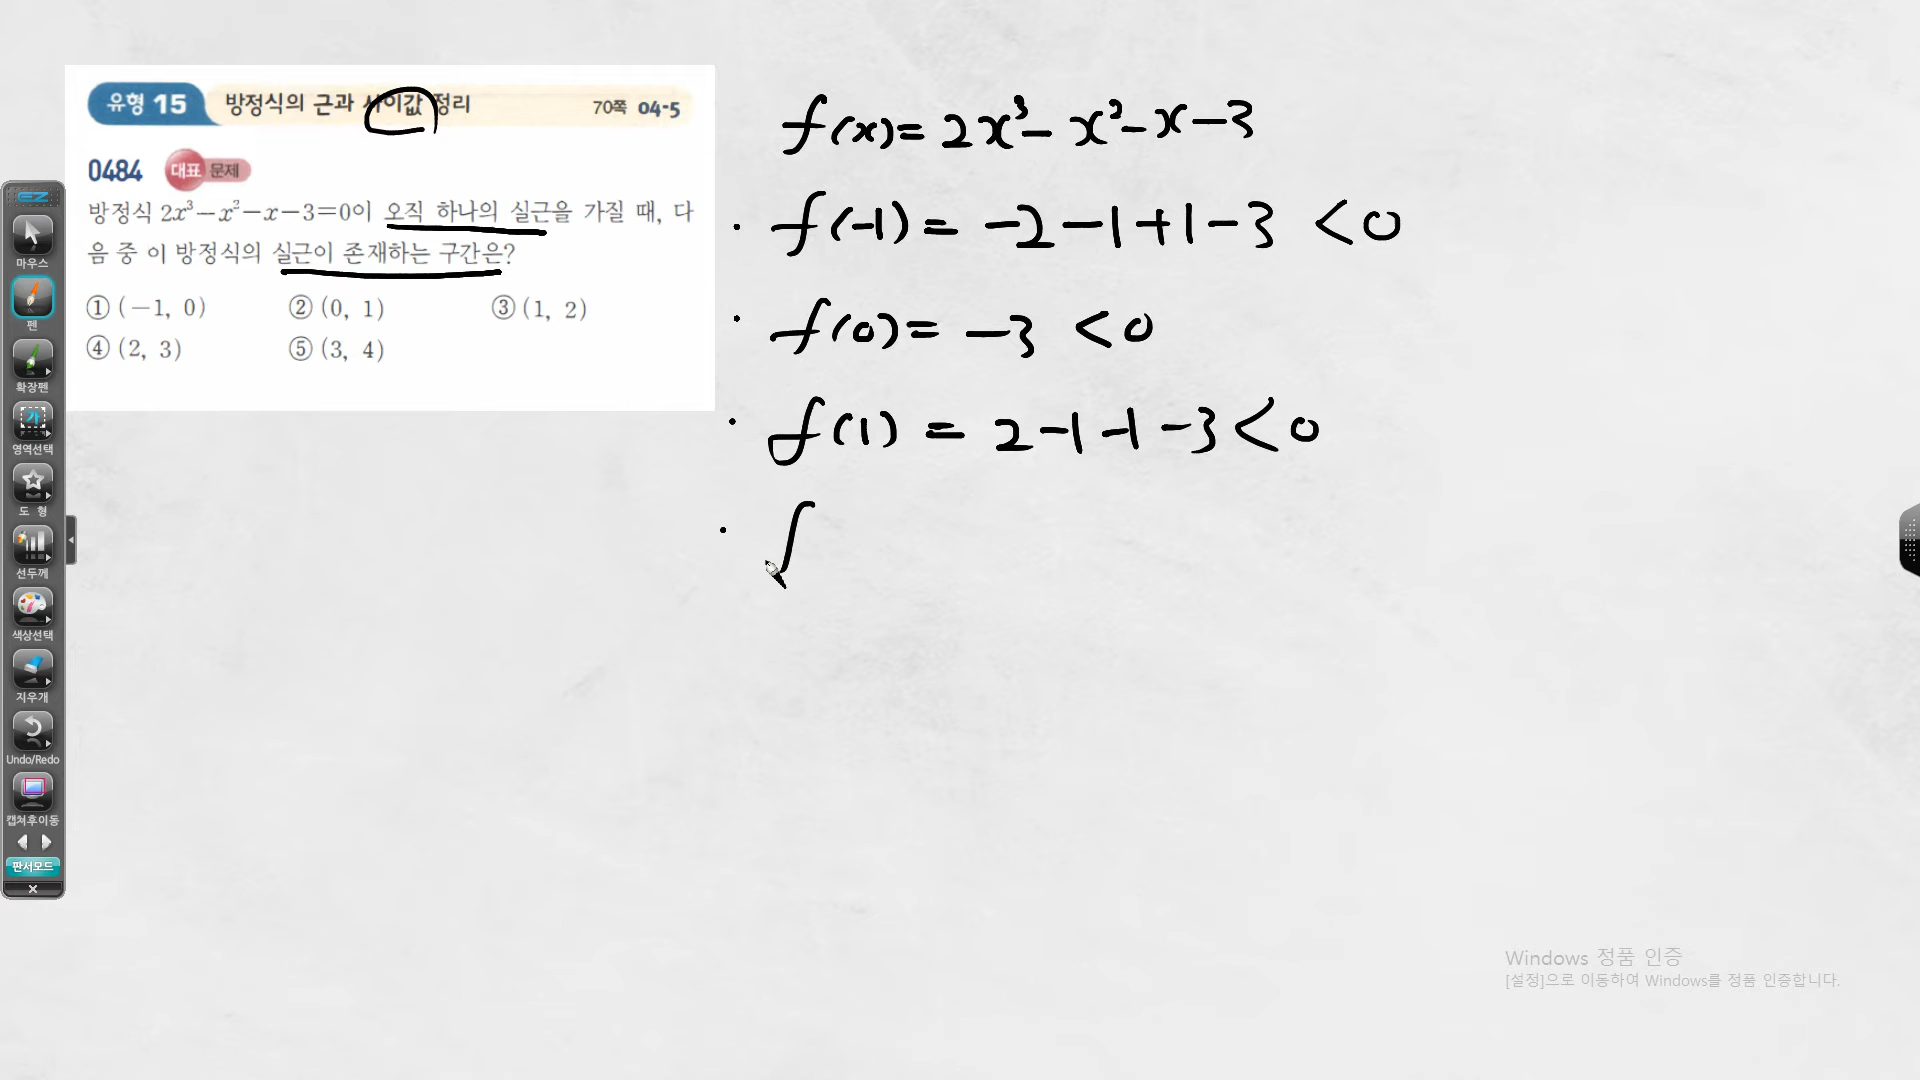 유형 15 방정식의 근과 사이값 정리 70쪽 04-5
0484 대표 문제
방정식 2x³-x²-x-3=0이 오직 하나의 실근을 가질 때, 다
음 중 이 방정식의 실근이 존재하는 구간은?
① (-1, 0) ② (0, 1) ③ (1, 2)
④ (2, 3) ⑤ (3, 4)
f(x)= 2x³- x²-x-3
· f(-1) = -2-1+1-3 <0
· f(0)= -3 <0
· f(1) = 2-1-1-3<0
·
EZ
마우스
펜
확장펜
가
영역선택
도 형
선두께
색상선택
지우개
Undo/Redo
캡쳐후이동
판서모드
x
Windows 정품 인증
[설정]으로 이동하여 Windows를 정품 인증합니다.